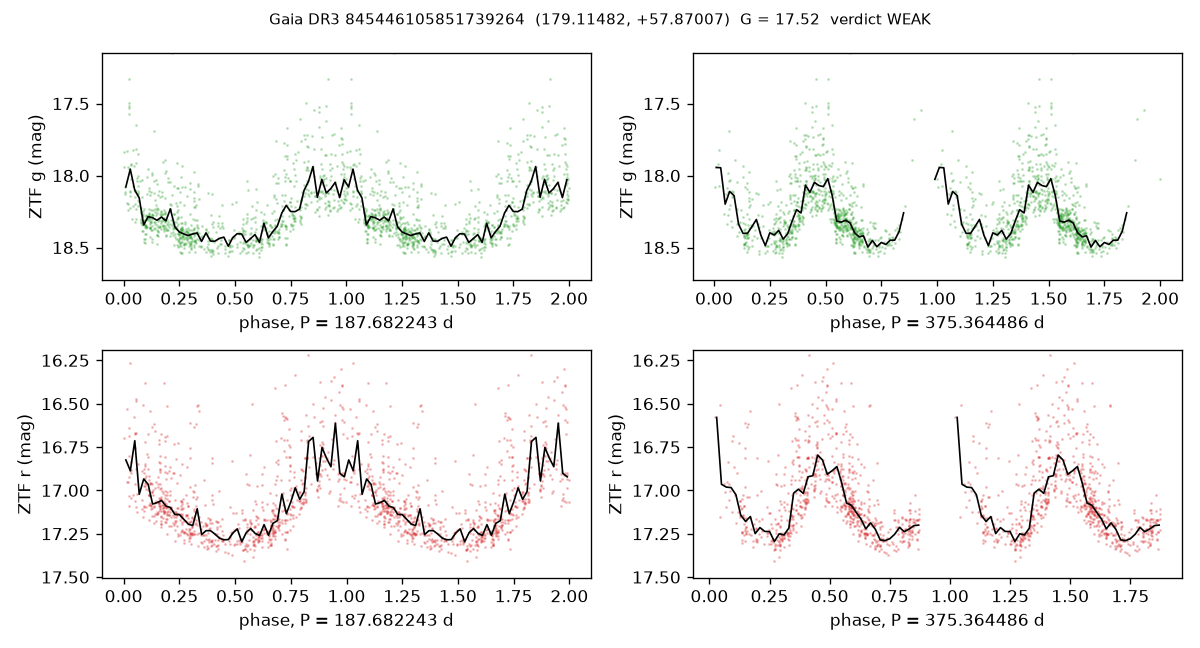 Gaia DR3 845446105851739264 (179.11482, +57.87007) G = 17.52 verdict WEAK
ZTF g (mag)
17.5
18.0
18.5
0.00 0.25 0.50 0.75 1.00 1.25 1.50 1.75 2.00
phase, P = 187.682243 d
ZTF g (mag)
17.5
18.0
18.5
0.00 0.25 0.50 0.75 1.00 1.25 1.50 1.75 2.00
phase, P = 375.364486 d
ZTF r (mag)
16.25
16.50
16.75
17.00
17.25
17.50
0.00 0.25 0.50 0.75 1.00 1.25 1.50 1.75 2.00
phase, P = 187.682243 d
ZTF r (mag)
16.25
16.50
16.75
17.00
17.25
17.50
0.00 0.25 0.50 0.75 1.00 1.25 1.50 1.75
phase, P = 375.364486 d